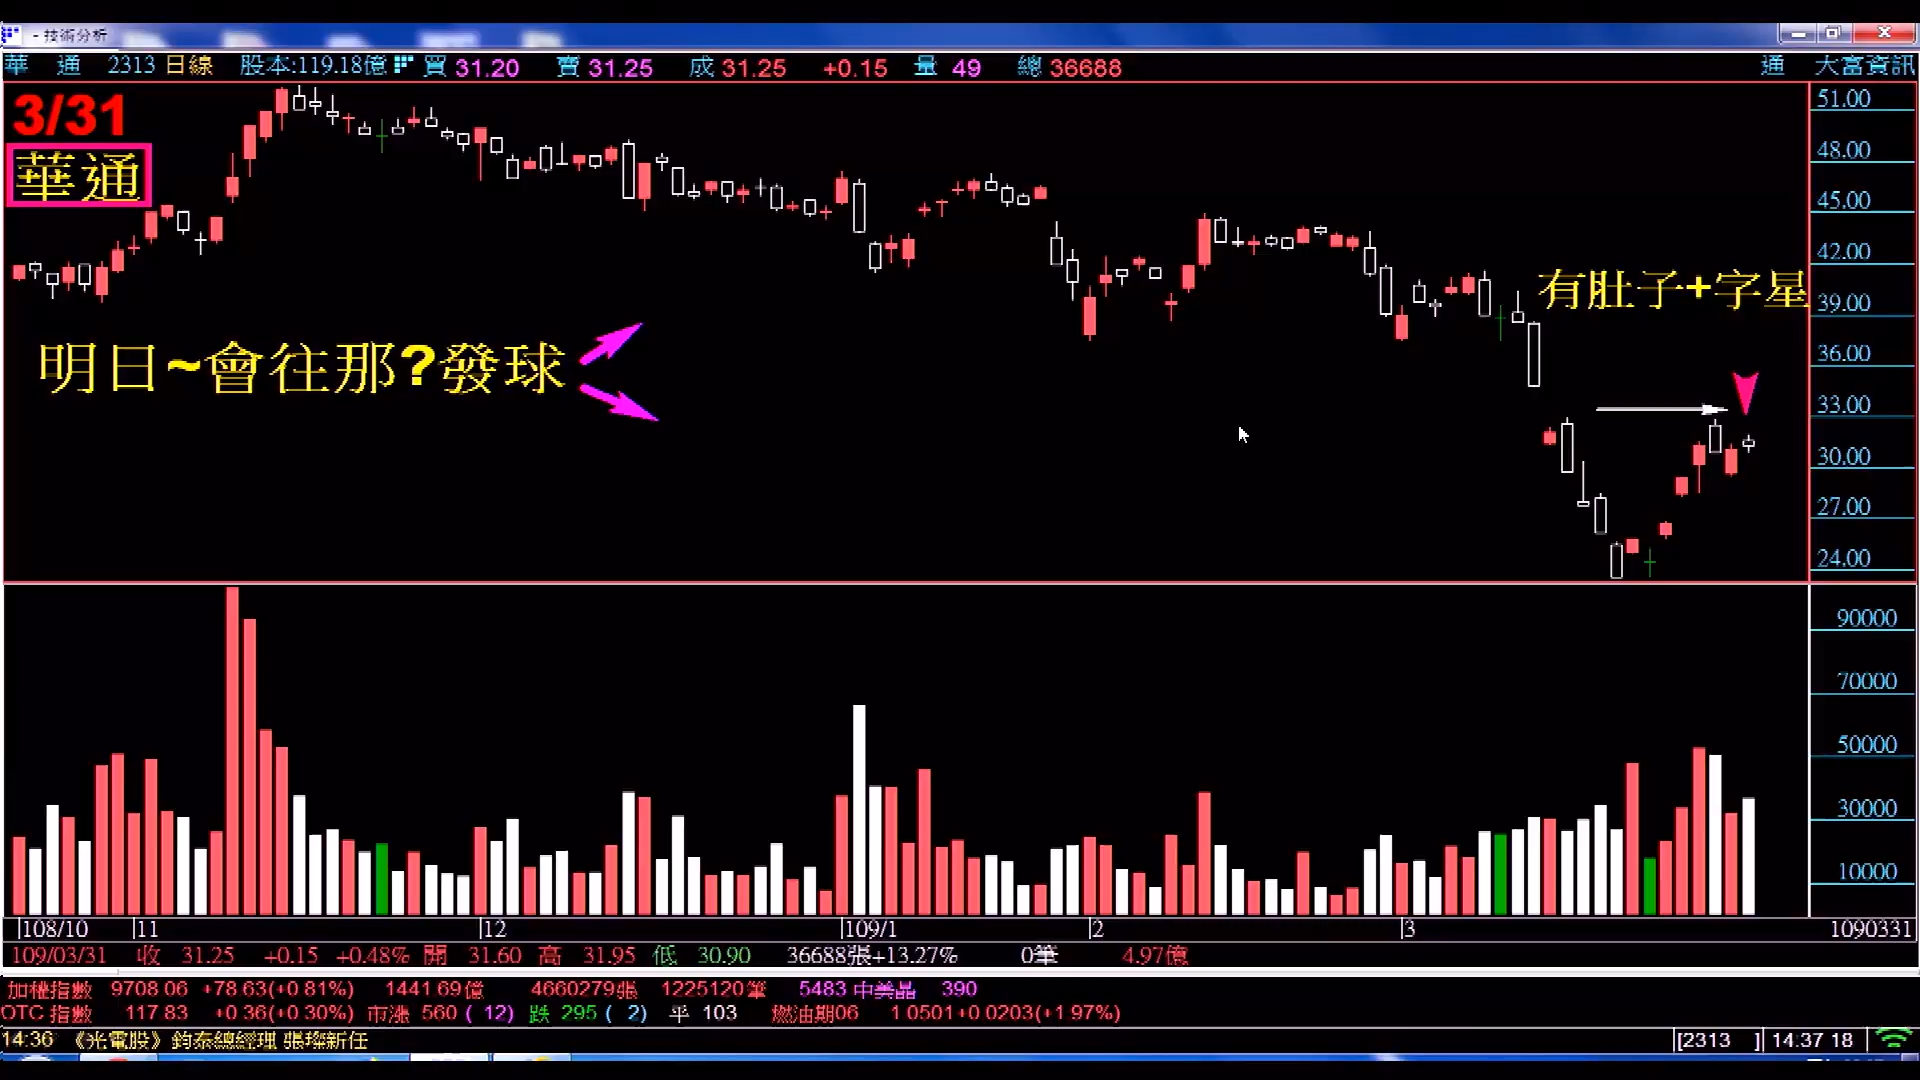 - 技術分析
華 通 2313 日線 股本:119.18億 買 31.20 賣 31.25 成 31.25 +0.15 量 49 總 36688 通 大富資訊
3/31
華通
51.00
48.00
45.00
42.00
有肚子+字星
39.00
明日~會往那?發球
36.00
33.00
30.00
27.00
24.00
90000
70000
50000
30000
10000
108/10 11 12 109/1 2 3 1090331
109/03/31 收 31.25 +0.15 +0.48% 開 31.60 高 31.95 低 30.90 36688張+13.27% 0筆 4.97億
加權指數 9708.06 +78.63(+0.81%) 1441.69億 4660279張 1225120筆 5483 中美晶 390
OTC 指數 117.83 +0.36(+0.30%) 市漲 560 ( 12) 跌 295 ( 2) 平 103 燃油期06 1.0501+0.0203(+1.97%)
14:36 《光電股》鈞泰總經理 張璨新任 [2313 ] 14:37 18